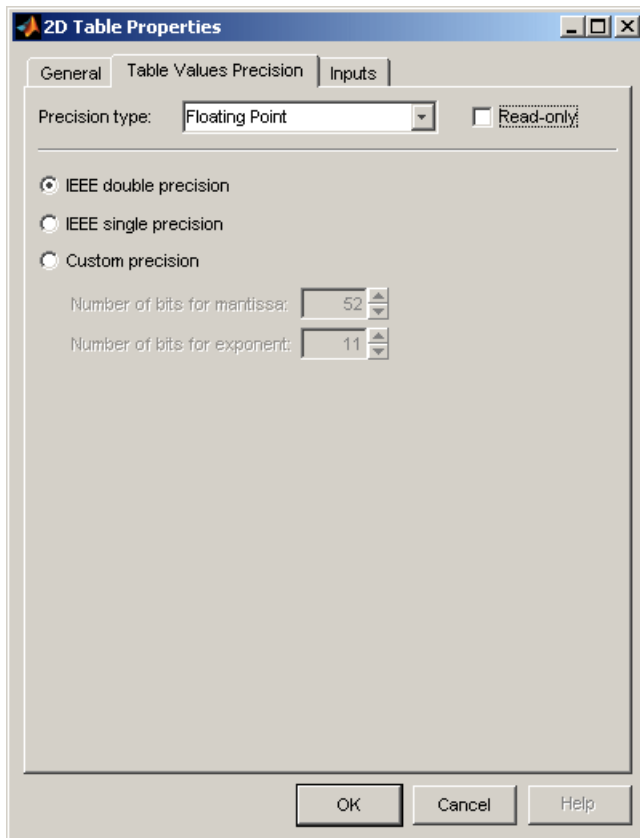 2D Table Properties
General Table Values Precision Inputs
Precision type: Floating Point Read-only
IEEE double precision
IEEE single precision
Custom precision
Number of bits for mantissa: 52
Number of bits for exponent: 11
OK Cancel Help